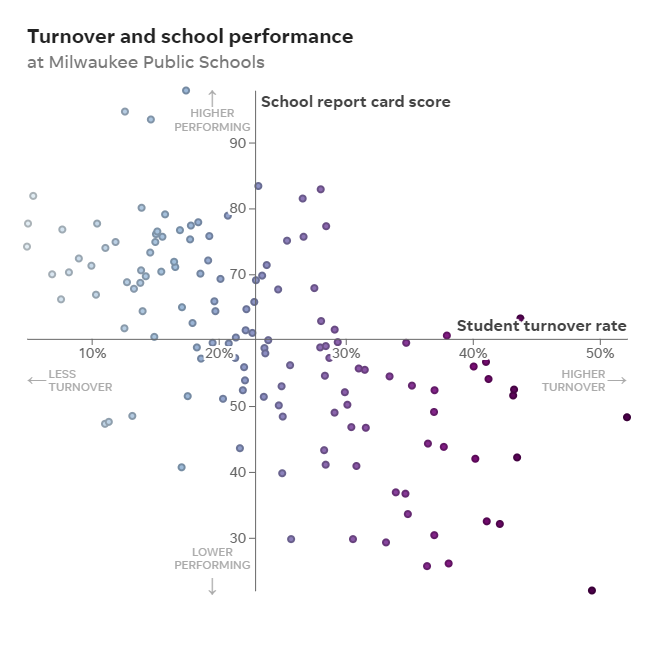 Turnover and school performance
at Milwaukee Public Schools
↑
HIGHER
PERFORMING
School report card score
90
80
70
Student turnover rate
10%
20%
30%
40%
50%
← LESS
TURNOVER
HIGHER →
TURNOVER
50
40
30
LOWER
PERFORMING
↓